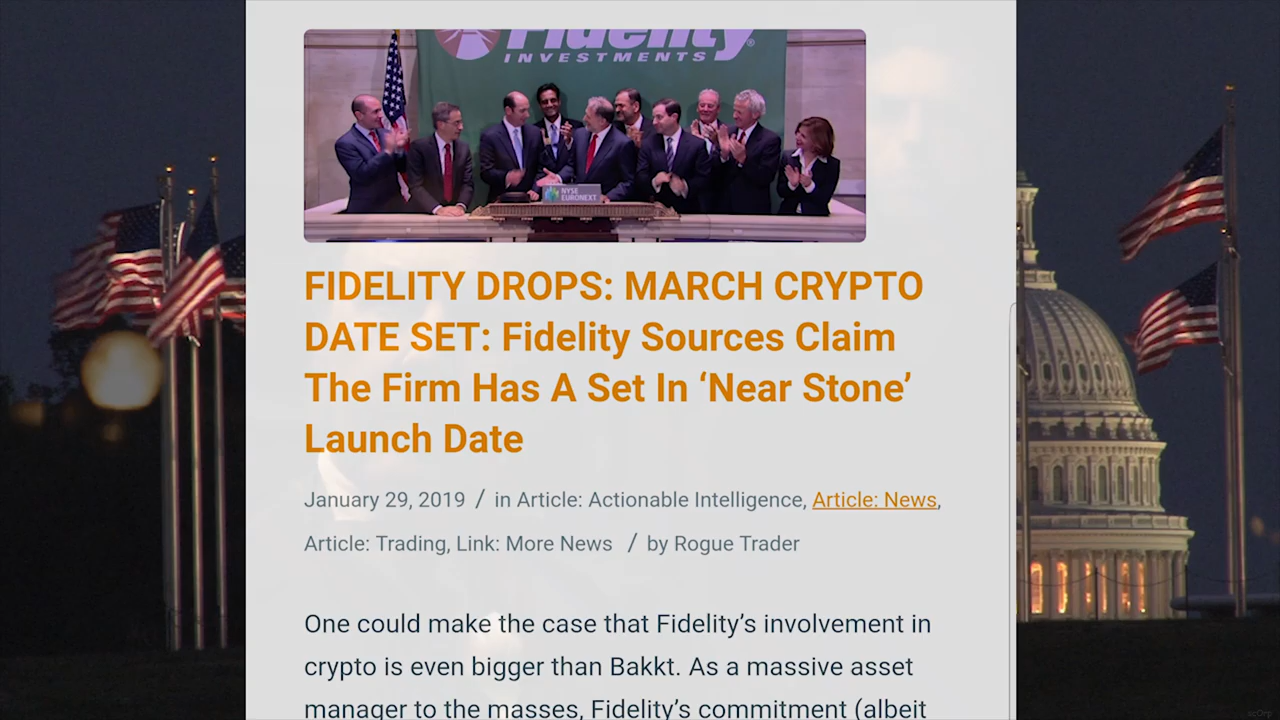 Fidelity
INVESTMENTS
NYSE
EURONEXT
FIDELITY DROPS: MARCH CRYPTO
DATE SET: Fidelity Sources Claim
The Firm Has A Set In ‘Near Stone’
Launch Date
January 29, 2019 / in Article: Actionable Intelligence, Article: News,
Article: Trading, Link: More News / by Rogue Trader
One could make the case that Fidelity’s involvement in
crypto is even bigger than Bakkt. As a massive asset
manager to the masses, Fidelity’s commitment (albeit